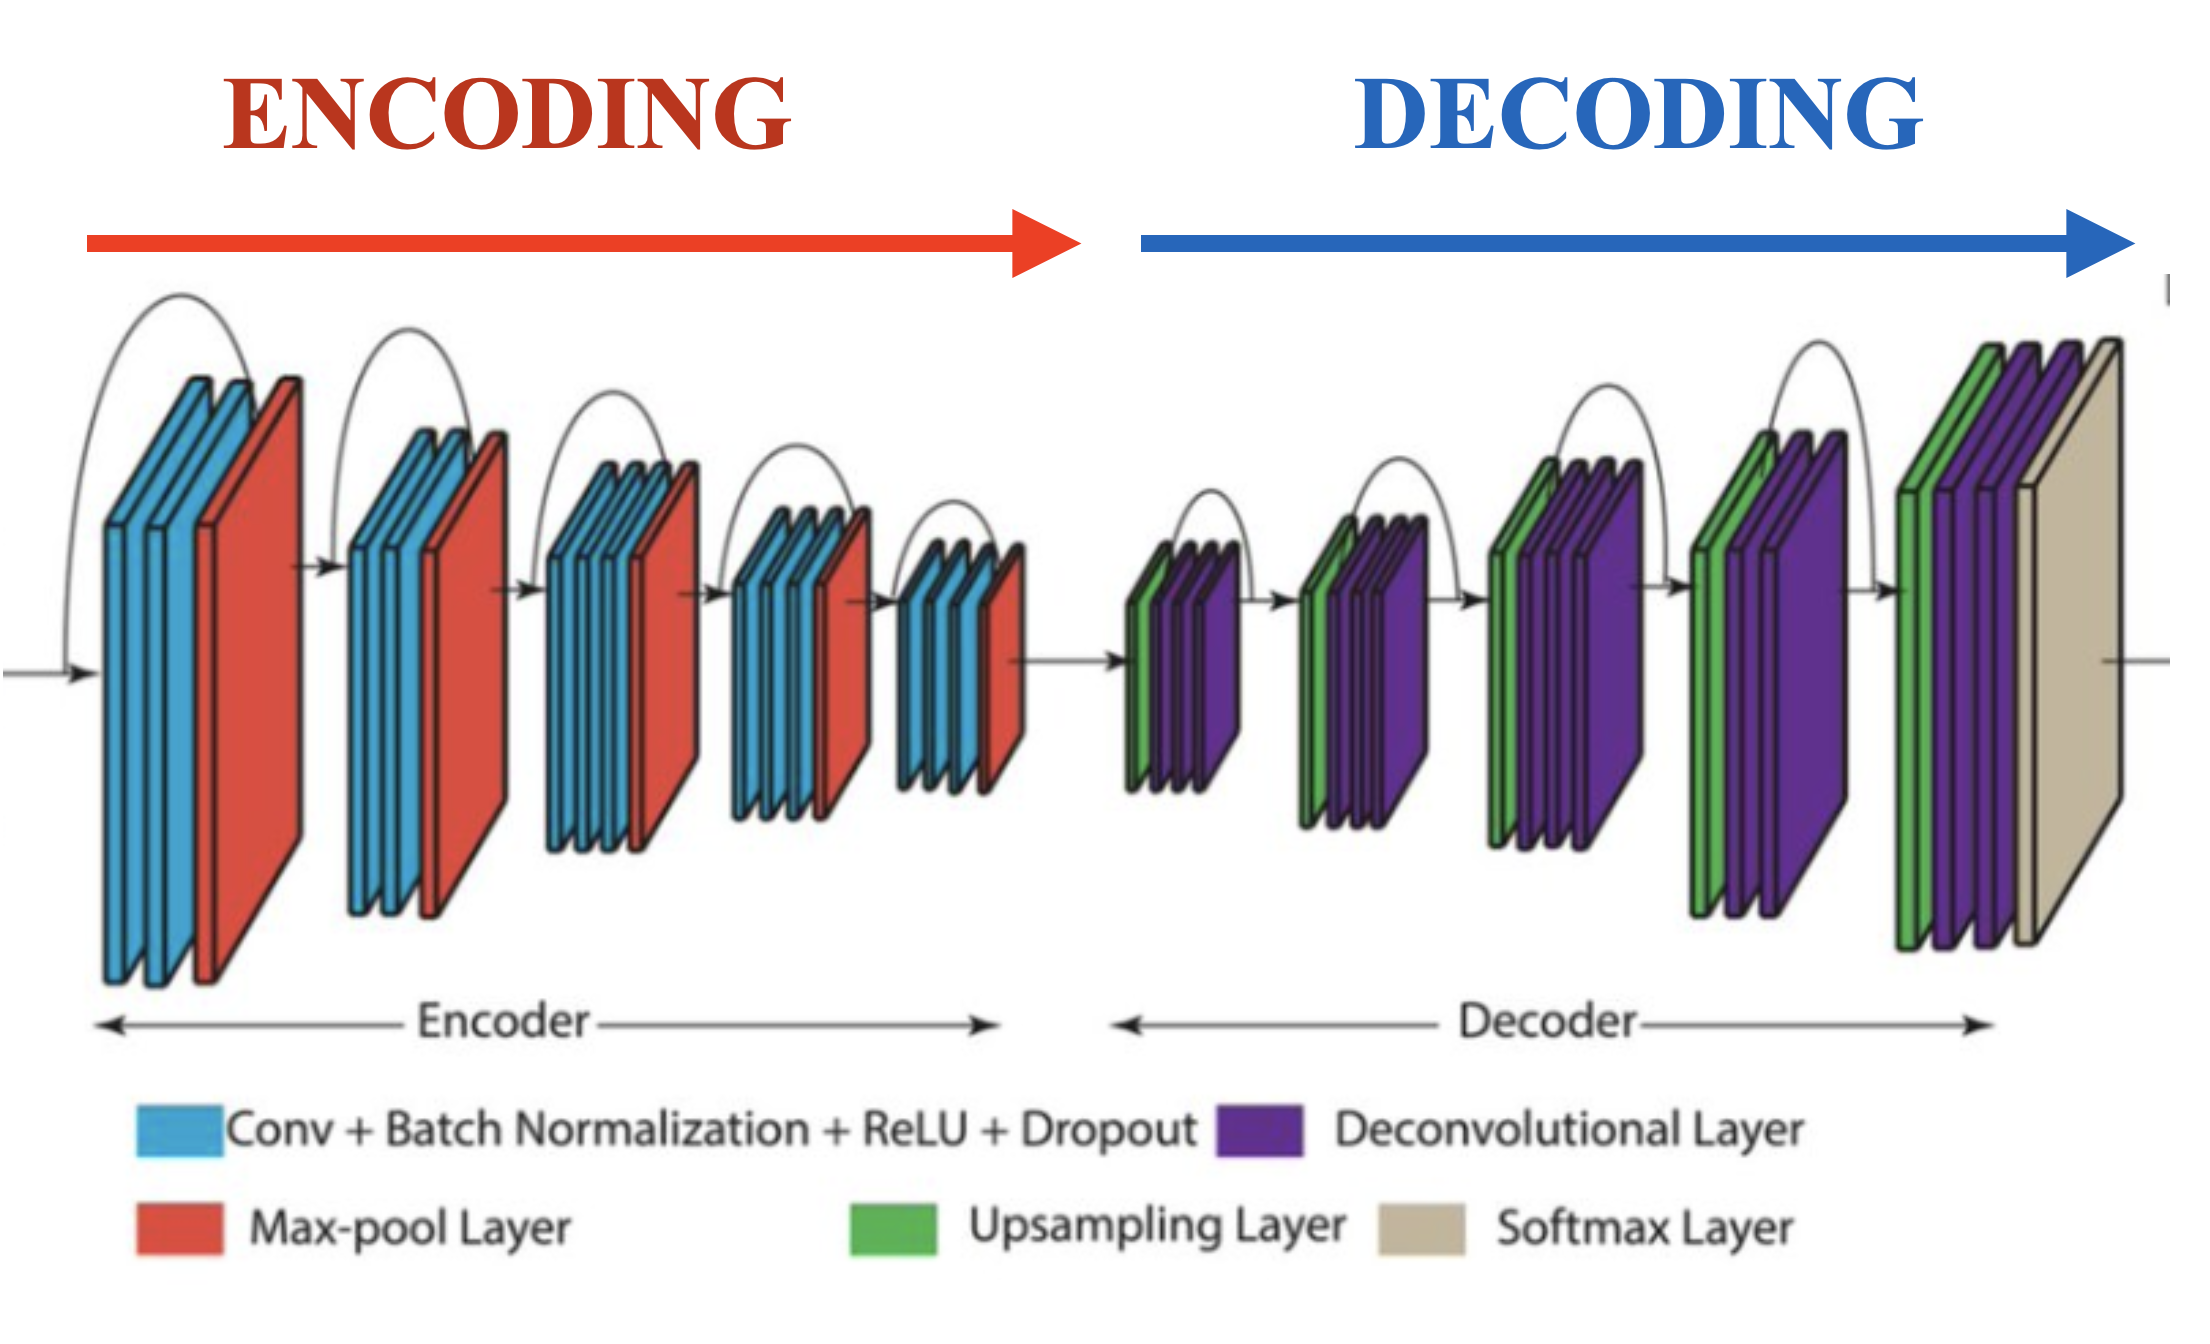 ENCODING DECODING
Encoder Decoder
Conv + Batch Normalization + ReLU + Dropout Deconvolutional Layer
Max-pool Layer Upsampling Layer Softmax Layer